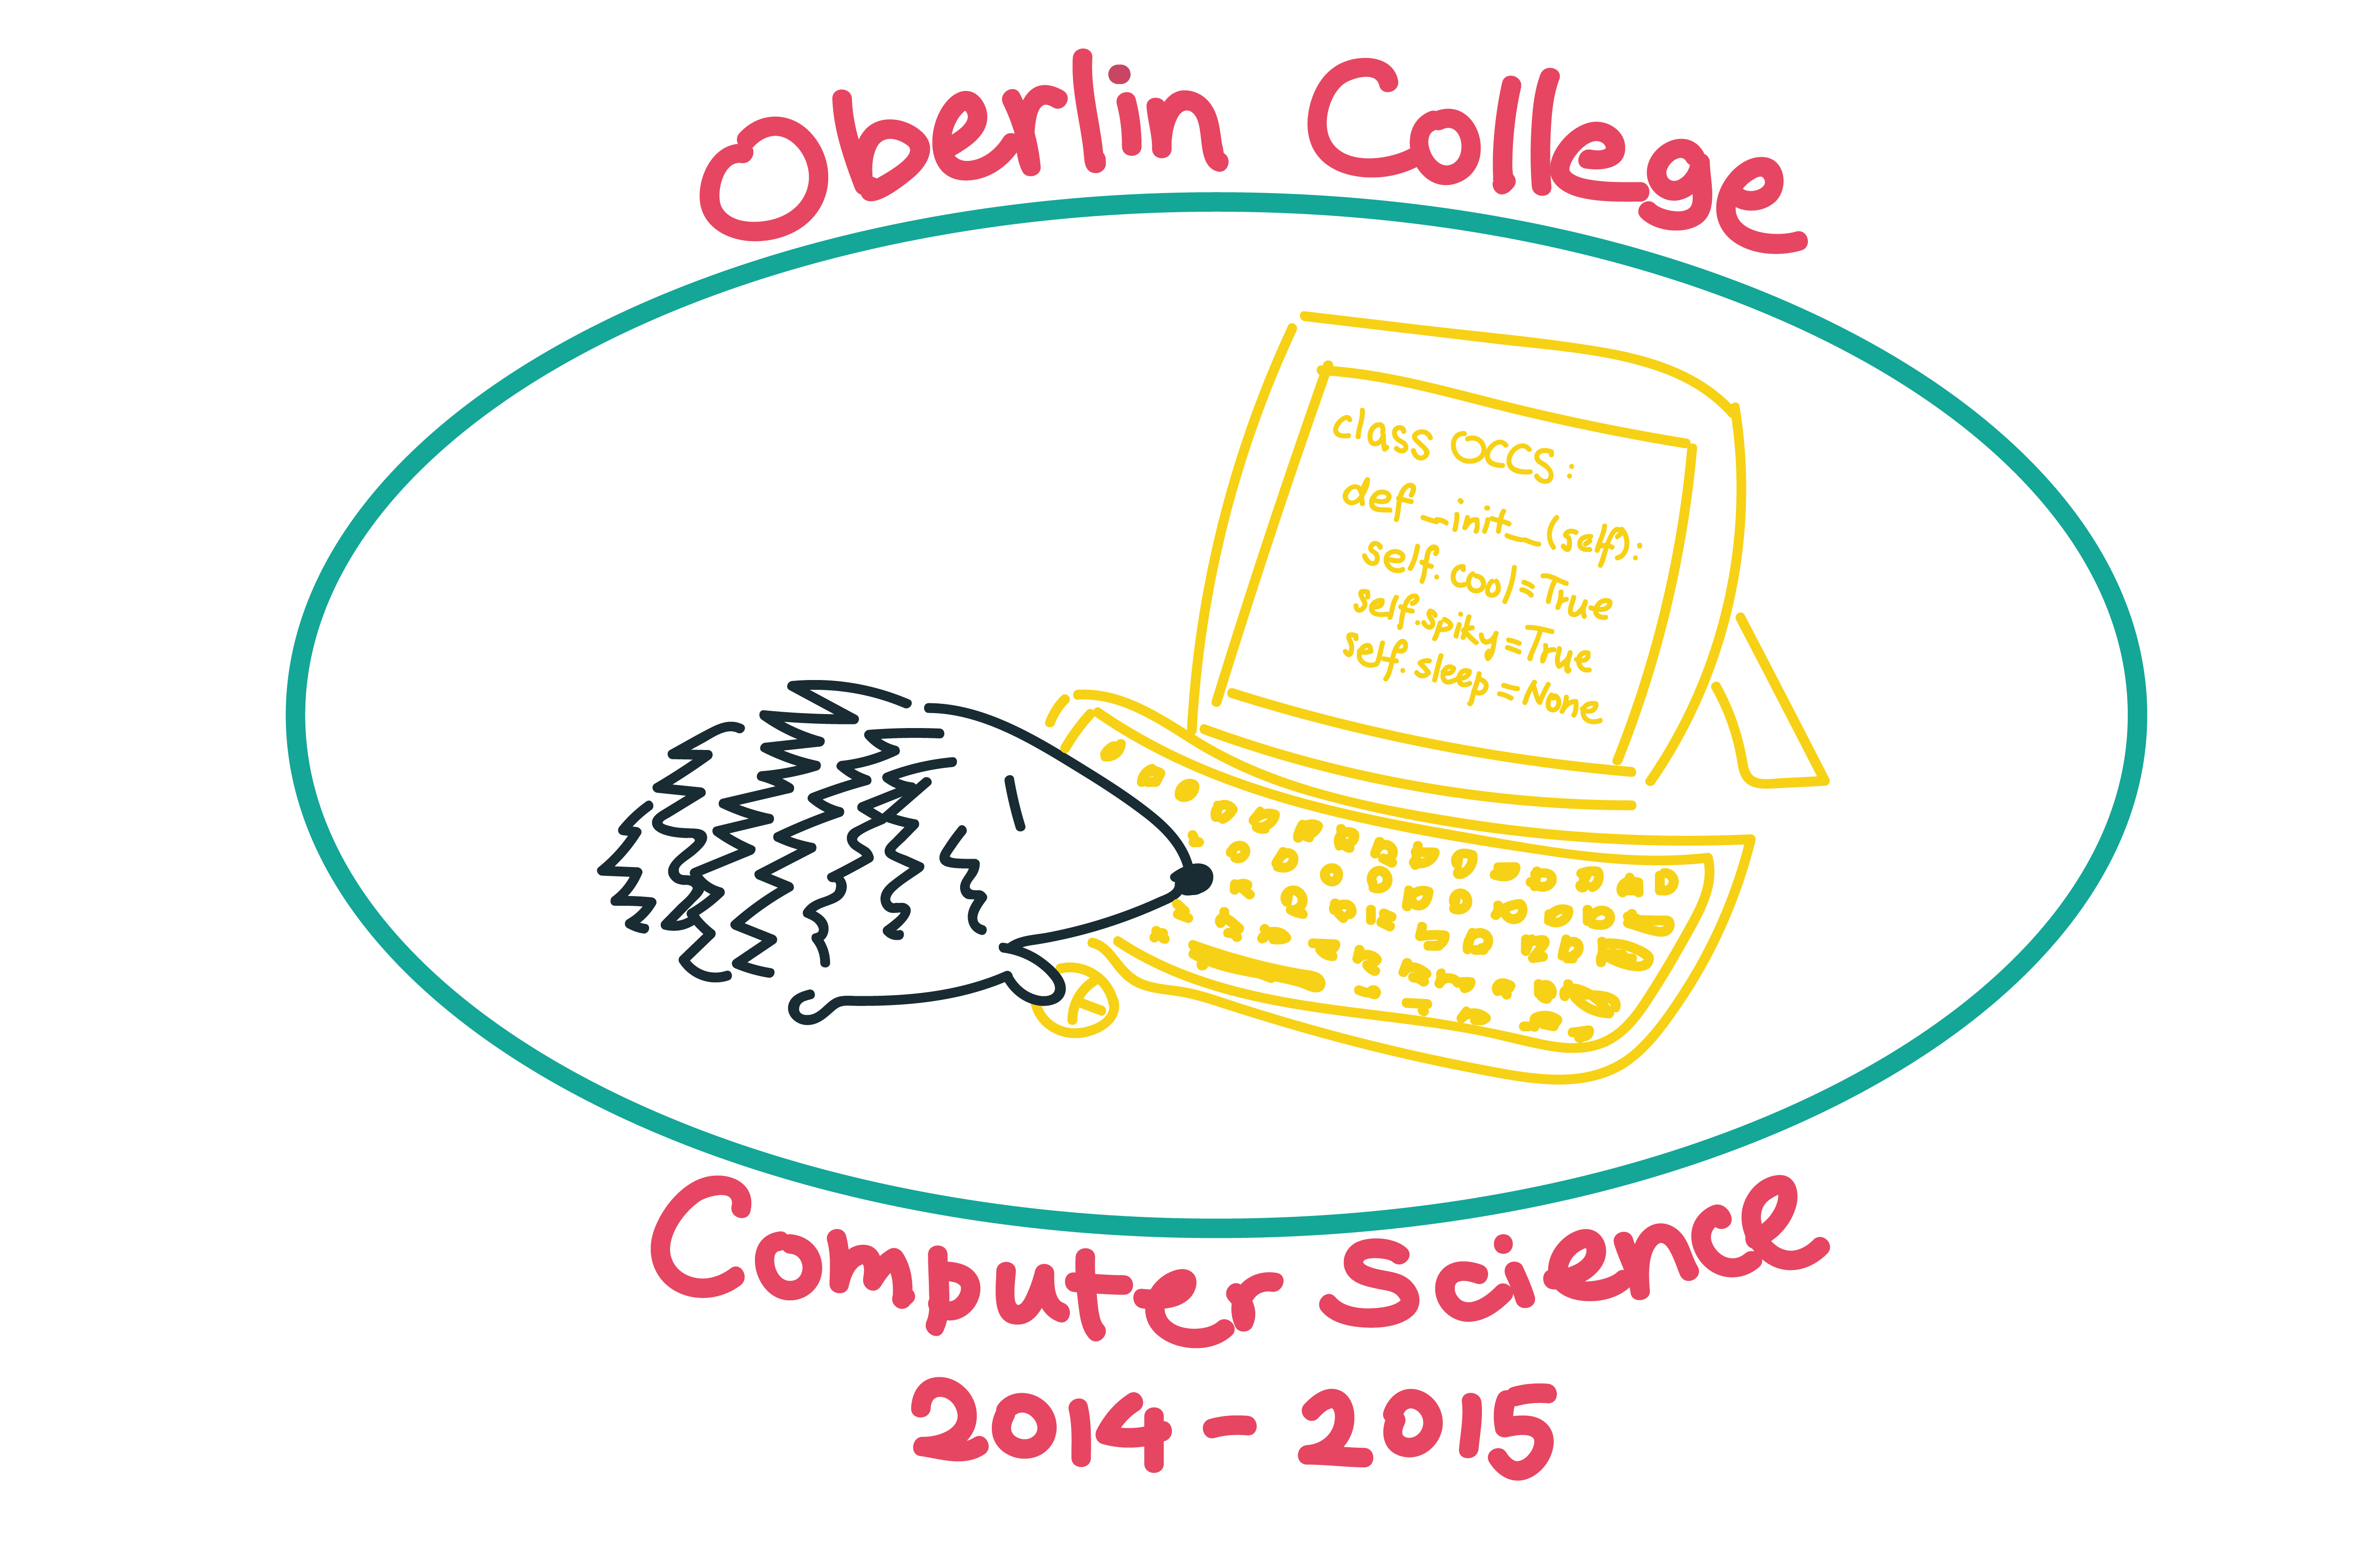 Oberlin College
class OCCS:
def __init__(self):
self.cool=True
self.spiky=True
self.sleep=None
Computer Science
2014-2015